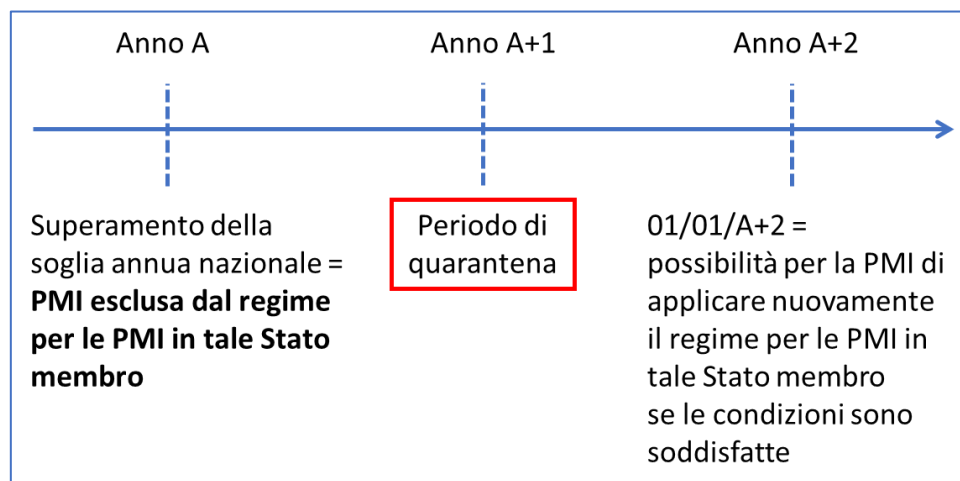 Anno A
Anno A+1
Anno A+2
Superamento della
soglia annua nazionale =
PMI esclusa dal regime
per le PMI in tale Stato
membro
Periodo di
quarantena
01/01/A+2 =
possibilità per la PMI di
applicare nuovamente
il regime per le PMI in
tale Stato membro
se le condizioni sono
soddisfatte